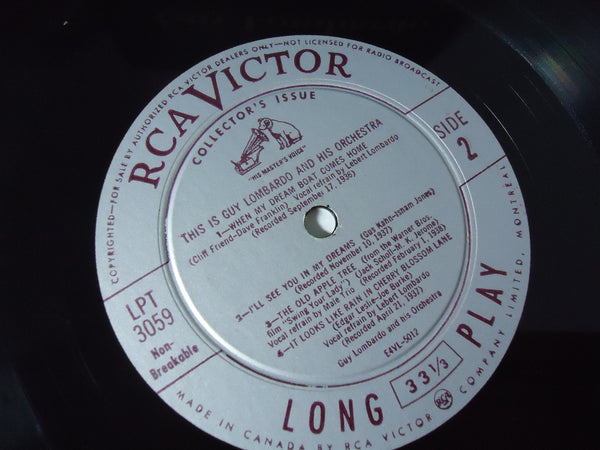 COPYRIGHTED—FOR SALE BY AUTHORIZED RCA VICTOR DEALERS ONLY—NOT LICENSED FOR RADIO BROADCAST
RCA VICTOR
COLLECTOR'S ISSUE
"HIS MASTER'S VOICE"
SIDE
2
THIS IS GUY LOMBARDO AND HIS ORCHESTRA
1—WHEN MY DREAM BOAT COMES HOME
(Cliff Friend-Dave Franklin) Vocal refrain by Lebert Lombardo
(Recorded September 17, 1936)
2—I'LL SEE YOU IN MY DREAMS (Gus Kahn-Isham Jones)
(Recorded November 10, 1937)
3—THE OLD APPLE TREE (from the Warner Bros.
film "Swing Your Lady") (Jack Scholl-M. K. Jerome)
Vocal refrain by Male Trio (Recorded February 1, 1938)
4—IT LOOKS LIKE RAIN IN CHERRY BLOSSOM LANE
(Edgar Leslie-Joe Burke)
Vocal refrain by Lebert Lombardo
(Recorded April 21, 1937)
Guy Lombardo and his Orchestra
E4VL-5012
LPT
3059
Non-
Breakable
LONG 33 1/3 PLAY
MADE IN CANADA BY RCA VICTOR COMPANY LIMITED, MONTREAL
RCA